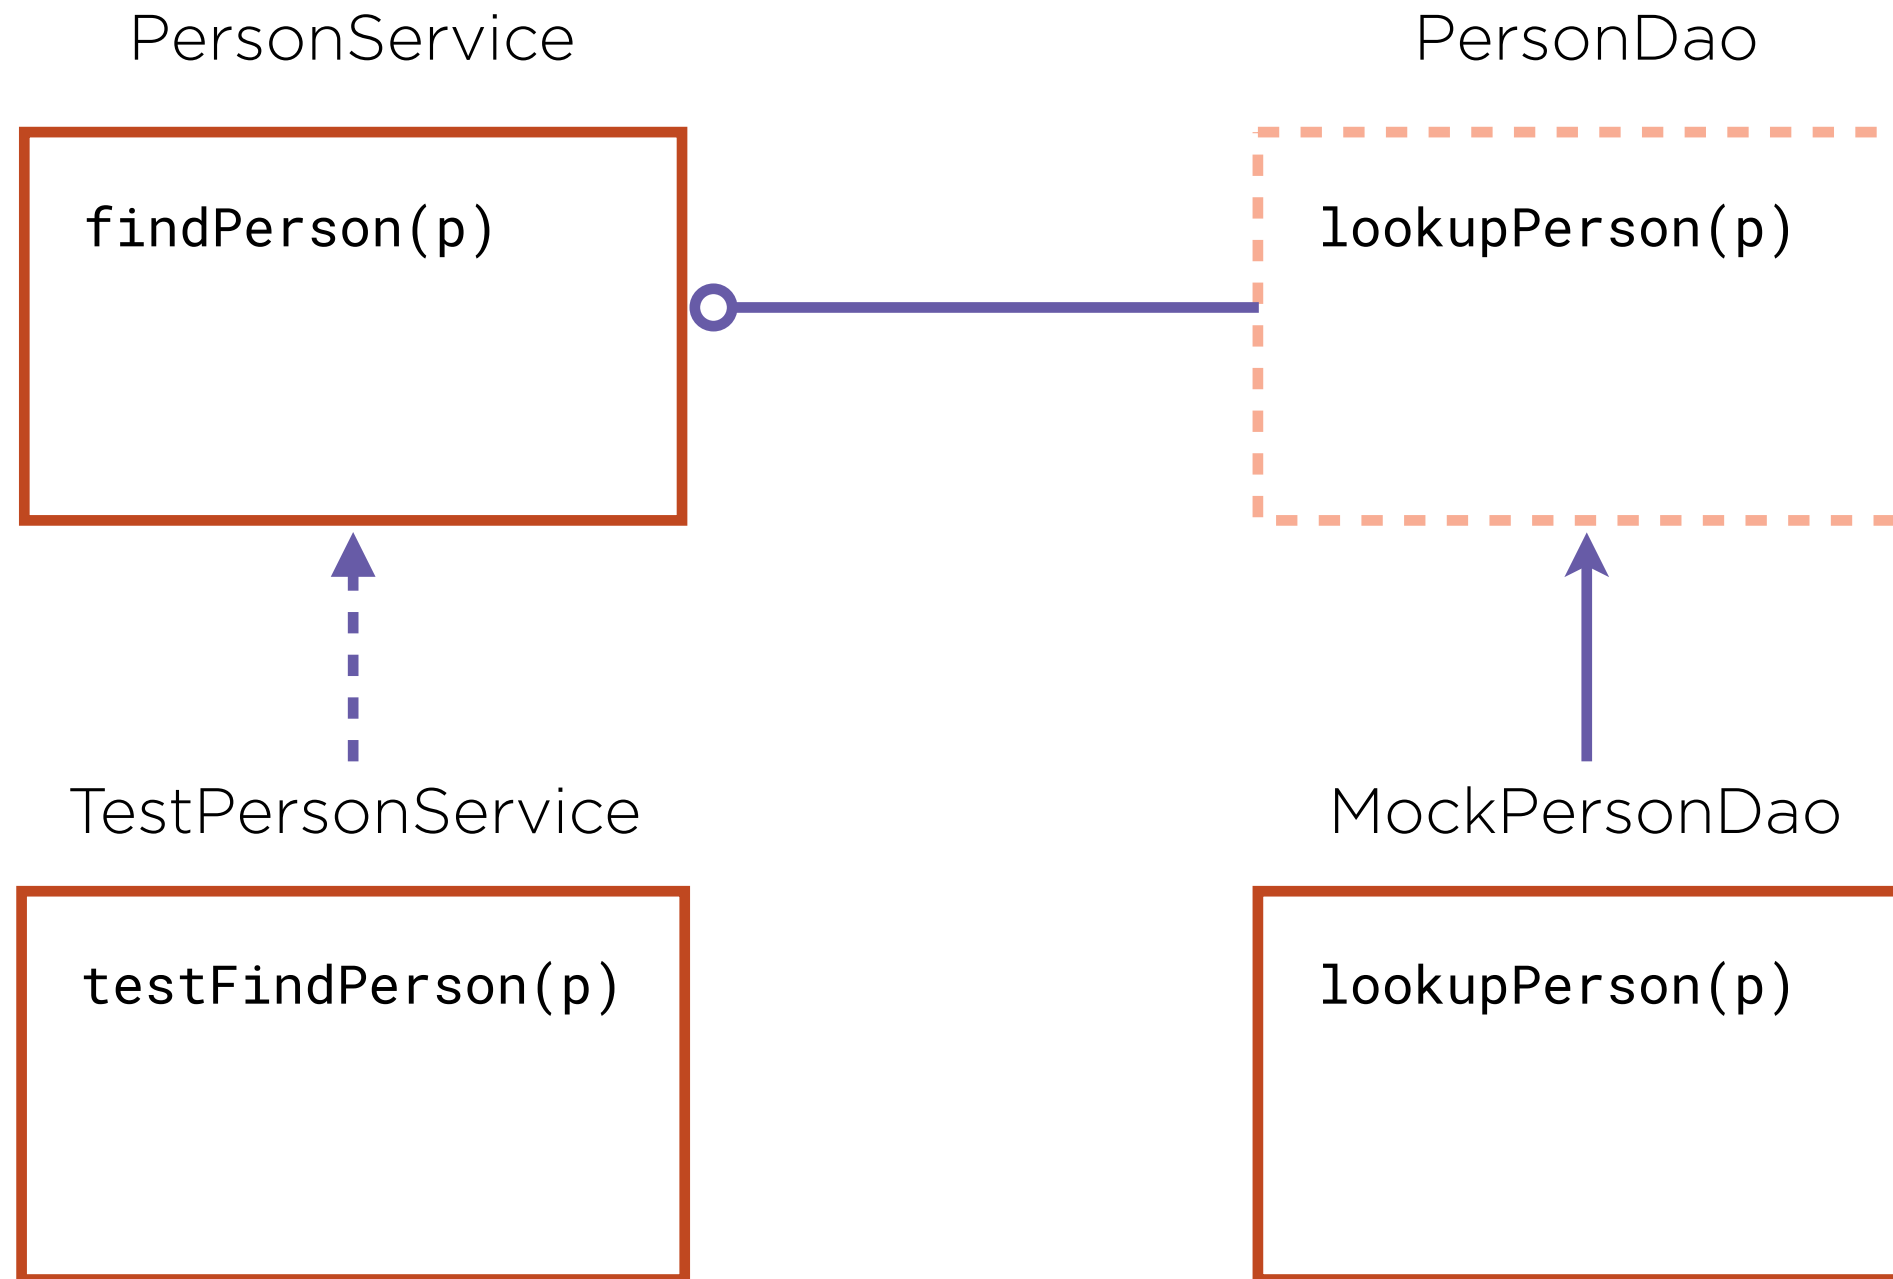 PersonService
PersonDao
findPerson(p)
lookupPerson(p)
TestPersonService
MockPersonDao
testFindPerson(p)
lookupPerson(p)